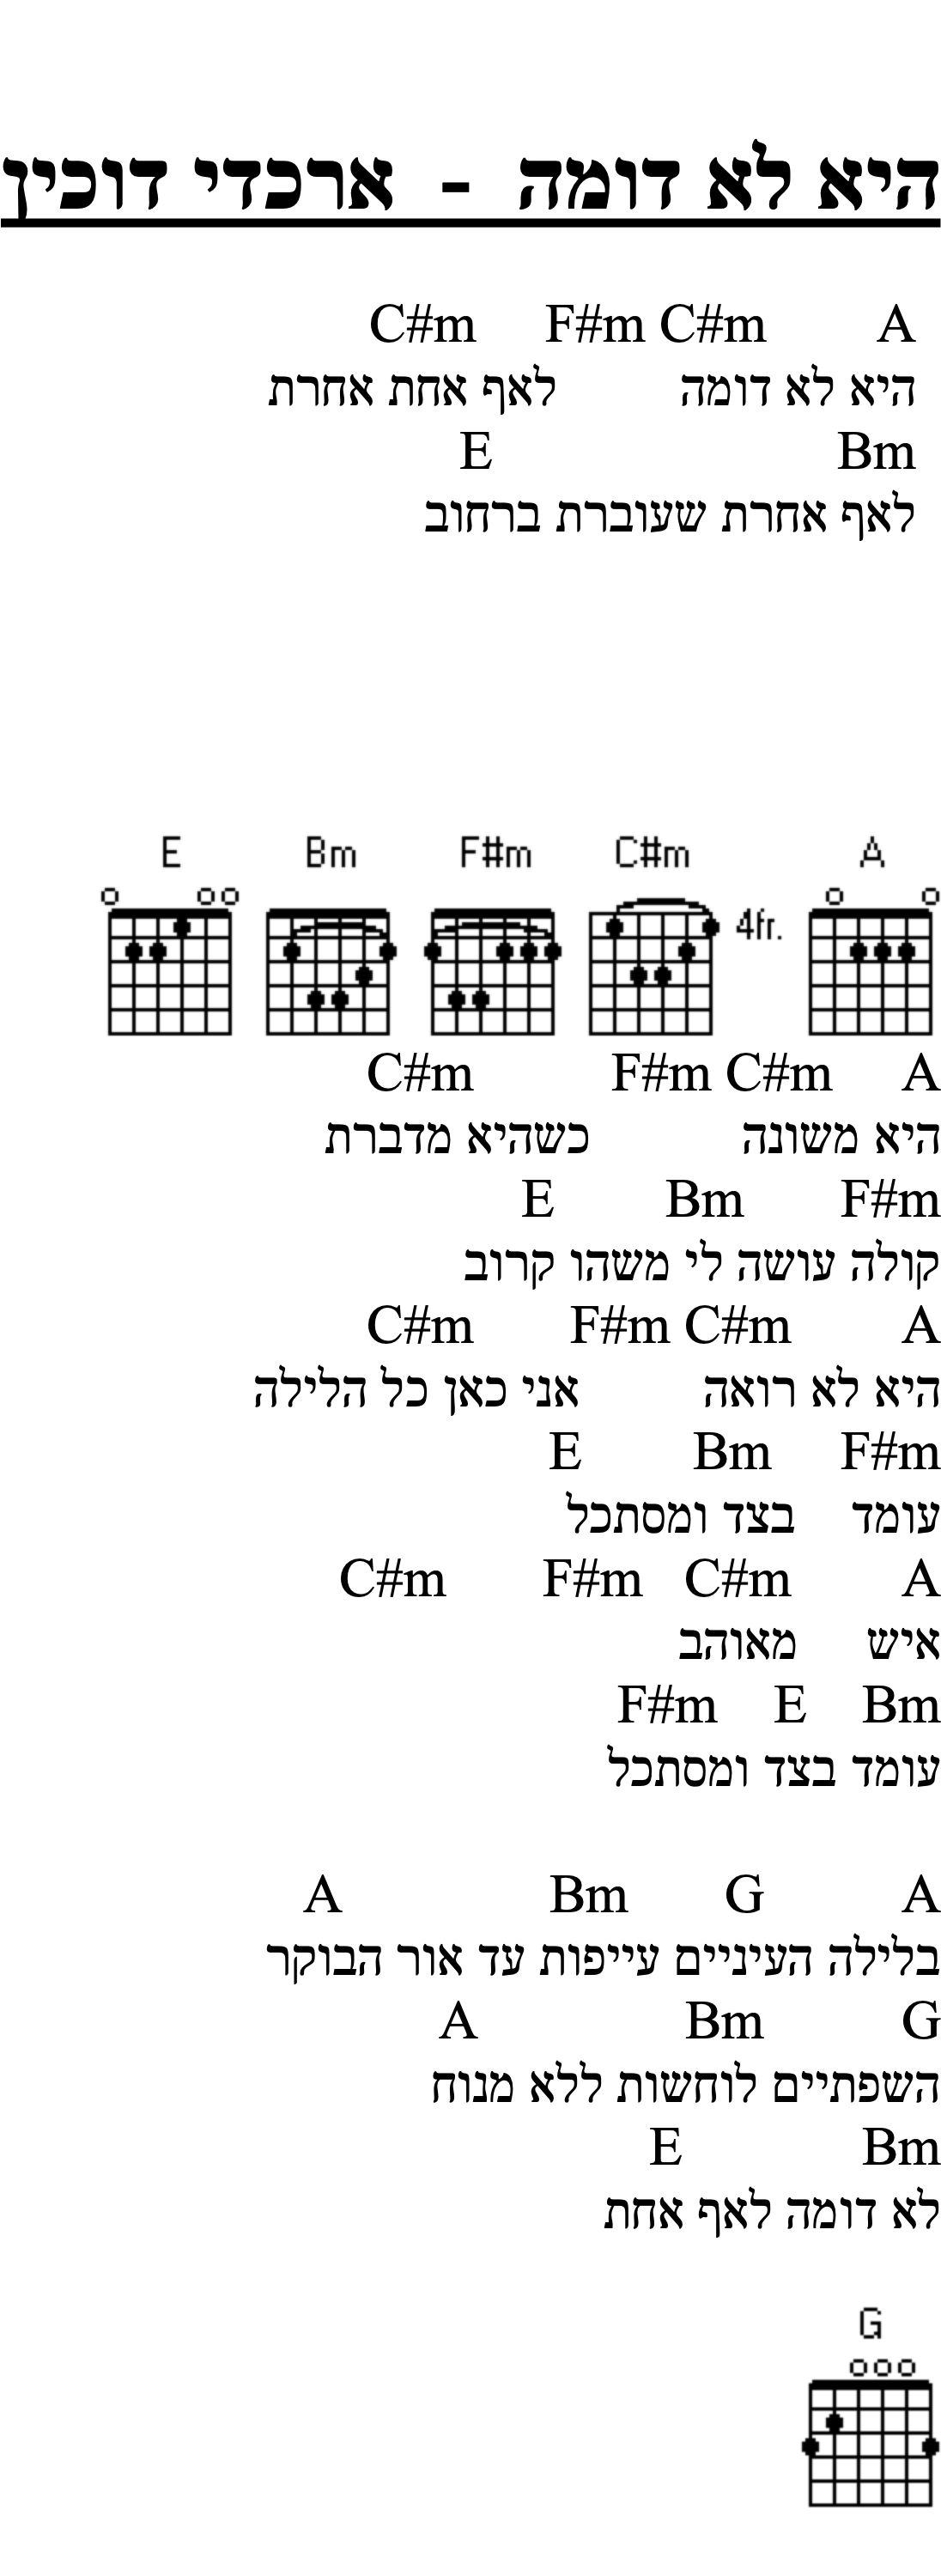 היא לא דומה - ארכדי דוכין
A C#m F#m C#m
היא לא דומה לאף אחת אחרת
Bm E
לאף אחרת שעוברת ברחוב
E Bm F#m C#m A
4fr.
A C#m F#m C#m
היא משונה כשהיא מדברת
F#m Bm E
קולה עושה לי משהו קרוב
A C#m F#m C#m
היא לא רואה אני כאן כל הלילה
F#m Bm E
עומד בצד ומסתכל
A C#m F#m C#m
איש מאוהב
Bm E F#m
עומד בצד ומסתכל
A G Bm A
בלילה העיניים עייפות עד אור הבוקר
G Bm A
השפתיים לוחשות ללא מנוח
Bm E
לא דומה לאף אחת
G